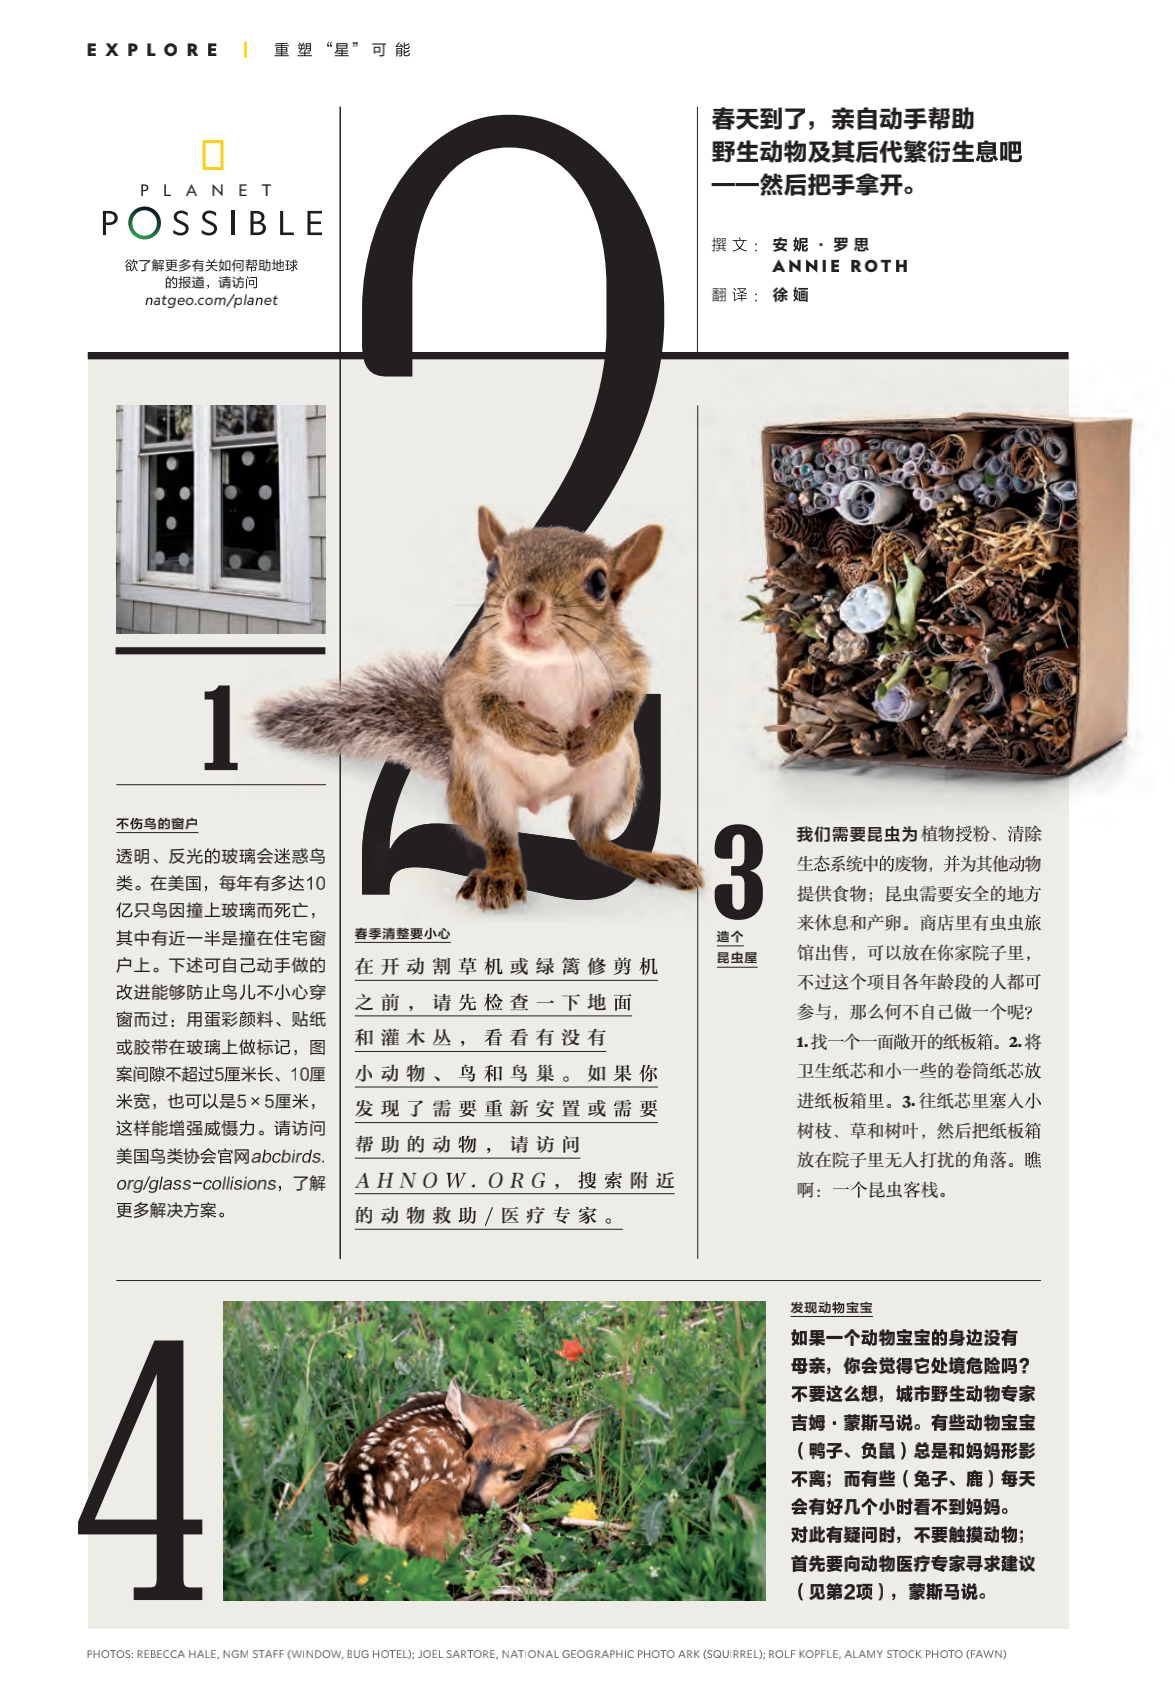 EXPLORE | 重塑“星”可能
PLANET
POSSIBLE
欲了解更多有关如何帮助地球
的报道，请访问
natgeo.com/planet
春天到了，亲自动手帮助
野生动物及其后代繁衍生息吧
——然后把手拿开。
撰文：安妮·罗思
ANNIE ROTH
翻译：徐婳
1
不伤鸟的窗户
透明、反光的玻璃会迷惑鸟
类。在美国，每年有多达10
亿只鸟因撞上玻璃而死亡，
其中有近一半是撞在住宅窗
户上。下述可自己动手做的
改进能够防止鸟儿不小心穿
窗而过：用蛋彩颜料、贴纸
或胶带在玻璃上做标记，图
案间隙不超过5厘米长、10厘
米宽，也可以是5×5厘米，
这样能增强威慑力。请访问
美国鸟类协会官网abcbirds.
org/glass-collisions，了解
更多解决方案。
2
春季清整要小心
在开动割草机或绿篱修剪机
之前，请先检查一下地面
和灌木丛，看看有没有
小动物、鸟和鸟巢。如果你
发现了需要重新安置或需要
帮助的动物，请访问
AHNOW.ORG，搜索附近
的动物救助/医疗专家。
3
造个
昆虫屋
我们需要昆虫为植物授粉、清除
生态系统中的废物，并为其他动物
提供食物；昆虫需要安全的地方
来休息和产卵。商店里有虫虫旅
馆出售，可以放在你家院子里，
不过这个项目各年龄段的人都可
参与，那么何不自己做一个呢？
1.找一个一面敞开的纸板箱。2.将
卫生纸芯和小一些的卷筒纸芯放
进纸板箱里。3.往纸芯里塞入小
树枝、草和树叶，然后把纸板箱
放在院子里无人打扰的角落。瞧
啊：一个昆虫客栈。
4
发现动物宝宝
如果一个动物宝宝的身边没有
母亲，你会觉得它处境危险吗？
不要这么想，城市野生动物专家
吉姆·蒙斯马说。有些动物宝宝
（鸭子、负鼠）总是和妈妈形影
不离；而有些（兔子、鹿）每天
会有好几个小时看不到妈妈。
对此有疑问时，不要触摸动物；
首先要向动物医疗专家寻求建议
（见第2项），蒙斯马说。
PHOTOS: REBECCA HALE, NGM STAFF (WINDOW, BUG HOTEL); JOEL SARTORE, NATIONAL GEOGRAPHIC PHOTO ARK (SQUIRREL); ROLF KOPFLE, ALAMY STOCK PHOTO (FAWN)